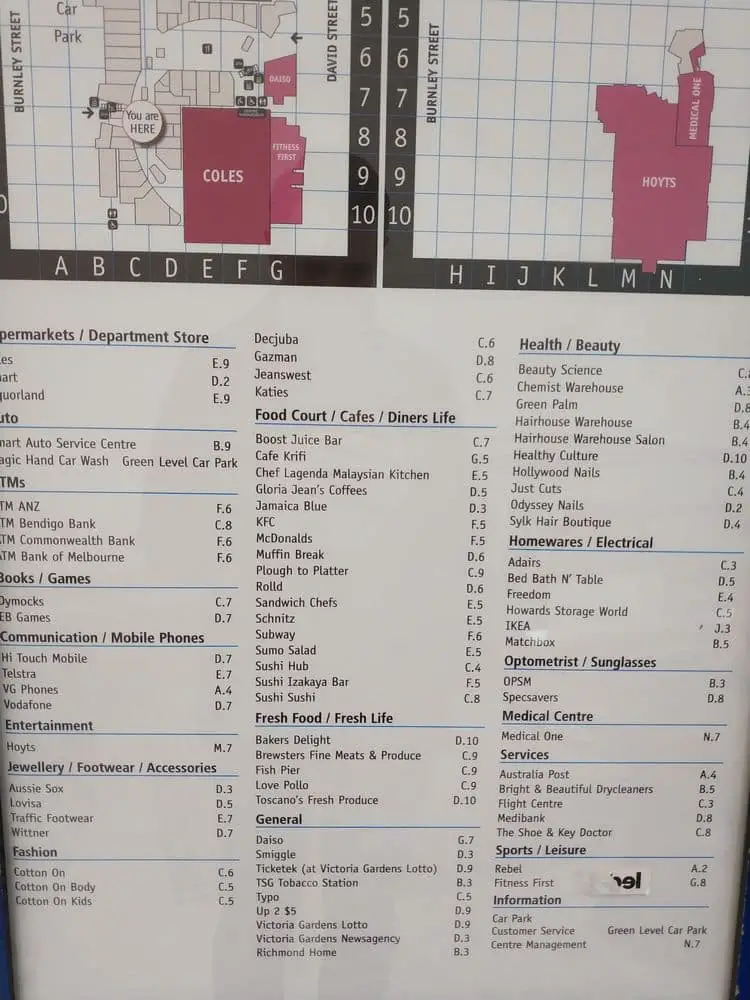 Car
Park
BURNLEY STREET
DAVID STREET
BURNLEY STREET
5 5
6 6
7 7
8 8
9 9
10 10
DAISO
You are
HERE
COLES
FITNESS
FIRST
MEDICAL ONE
HOYTS
A B C D E F G
H I J K L M N
permarkets / Department Store
es E.9
art D.2
quorland E.9
uto
mart Auto Service Centre B.9
agic Hand Car Wash Green Level Car Park
TMs
TM ANZ F.6
TM Bendigo Bank C.8
TM Commonwealth Bank F.6
ATM Bank of Melbourne F.6
Books / Games
Dymocks C.7
EB Games D.7
Communication / Mobile Phones
Hi Touch Mobile D.7
Telstra E.7
VG Phones A.4
Vodafone D.7
Entertainment
Hoyts M.7
Jewellery / Footwear / Accessories
Aussie Sox D.3
Lovisa D.5
Traffic Footwear E.7
Wittner D.7
Fashion
Cotton On C.6
Cotton On Body C.5
Cotton On Kids C.5
Decjuba C.6
Gazman D.8
Jeanswest C.6
Katies C.7
Food Court / Cafes / Diners Life
Boost Juice Bar C.7
Cafe Krifi G.5
Chef Lagenda Malaysian Kitchen E.5
Gloria Jean's Coffees D.5
Jamaica Blue D.3
KFC F.5
McDonalds F.5
Muffin Break D.6
Plough to Platter C.9
Rolld D.6
Sandwich Chefs E.5
Schnitz E.5
Subway F.6
Sumo Salad E.5
Sushi Hub C.4
Sushi Izakaya Bar F.5
Sushi Sushi C.8
Fresh Food / Fresh Life
Bakers Delight D.10
Brewsters Fine Meats & Produce C.9
Fish Pier C.9
Love Pollo C.9
Toscano's Fresh Produce D.10
General
Daiso G.7
Smiggle D.3
Ticketek (at Victoria Gardens Lotto) D.9
TSG Tobacco Station B.3
Typo C.5
Up 2 $5 D.9
Victoria Gardens Lotto D.9
Victoria Gardens Newsagency D.3
Richmond Home B.3
Health / Beauty
Beauty Science C.
Chemist Warehouse A.3
Green Palm D.8
Hairhouse Warehouse B.4
Hairhouse Warehouse Salon B.4
Healthy Culture D.10
Hollywood Nails B.4
Just Cuts C.4
Odyssey Nails D.2
Sylk Hair Boutique D.4
Homewares / Electrical
Adairs C.3
Bed Bath N' Table D.5
Freedom E.4
Howards Storage World C.5
IKEA J.3
Matchbox B.5
Optometrist / Sunglasses
OPSM B.3
Specsavers D.8
Medical Centre
Medical One N.7
Services
Australia Post A.4
Bright & Beautiful Drycleaners B.5
Flight Centre C.3
Medibank D.8
The Shoe & Key Doctor C.8
Sports / Leisure
Rebel A.2
Fitness First G.8
Information
Car Park
Customer Service Green Level Car Park
Centre Management N.7